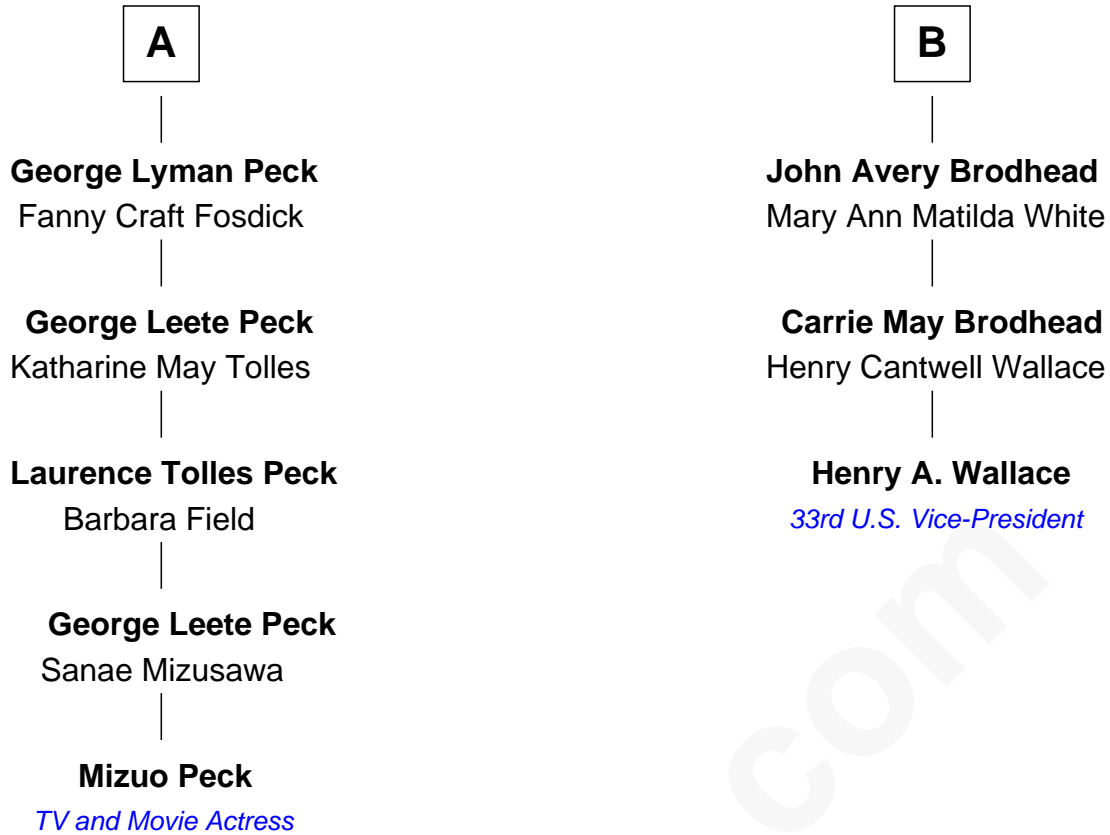 A
George Lyman Peck
Fanny Craft Fosdick
George Leete Peck
Katharine May Tolles
Laurence Tolles Peck
Barbara Field
George Leete Peck
Sanae Mizusawa
Mizuo Peck
TV and Movie Actress
B
John Avery Brodhead
Mary Ann Matilda White
Carrie May Brodhead
Henry Cantwell Wallace
Henry A. Wallace
33rd U.S. Vice-President
com